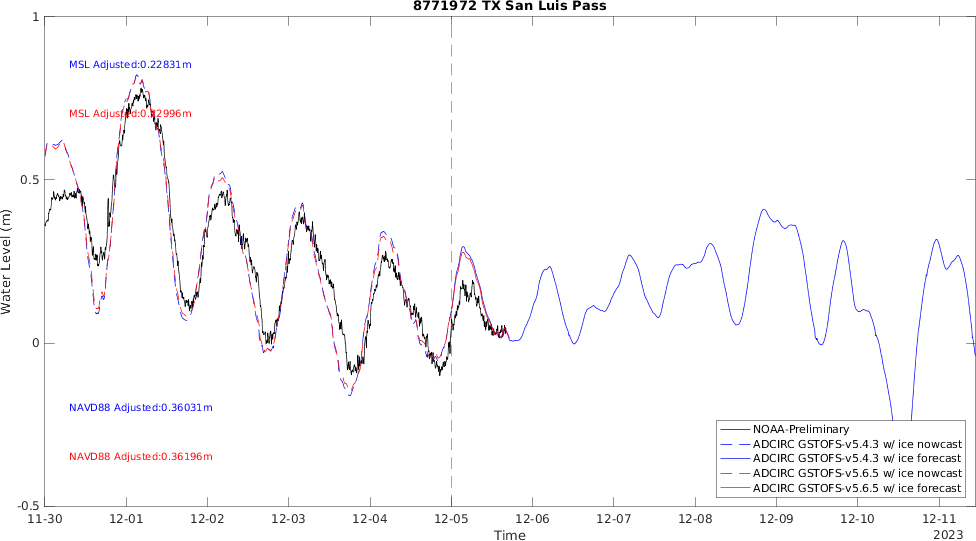 8771972 TX San Luis Pass
1
0.5
0
-0.5
Water Level (m)
MSL Adjusted:0.22831m
MSL Adjusted:0.22996m
NAVD88 Adjusted:0.36031m
NAVD88 Adjusted:0.36196m
NOAA-Preliminary
ADCIRC GSTOFS-v5.4.3 w/ ice nowcast
ADCIRC GSTOFS-v5.4.3 w/ ice forecast
ADCIRC GSTOFS-v5.6.5 w/ ice nowcast
ADCIRC GSTOFS-v5.6.5 w/ ice forecast
11-30 12-01 12-02 12-03 12-04 12-05 12-06 12-07 12-08 12-09 12-10 12-11
Time
2023